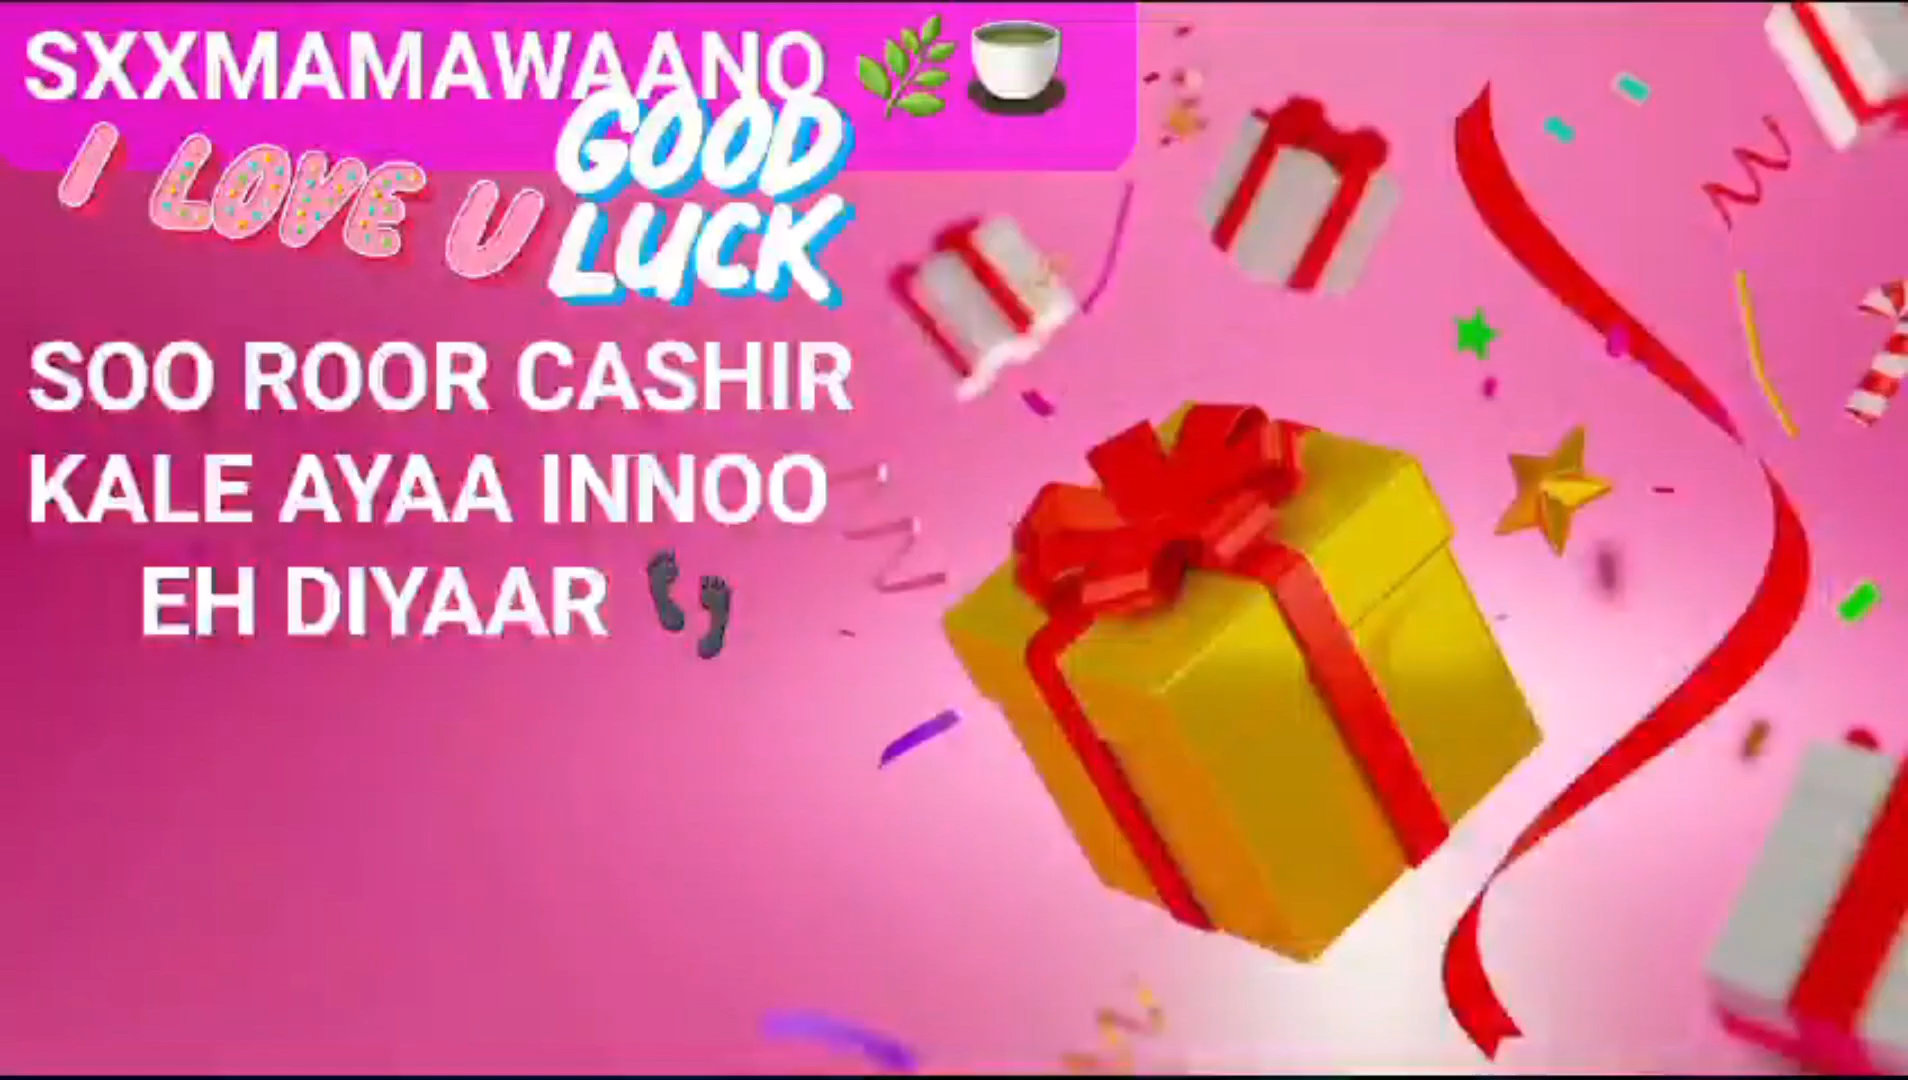 SXXMAMAWAANO 🌿🍵
I LOVE U
GOOD
LUCK
SOO ROOR CASHIR
KALE AYAA INNOO
EH DIYAAR 👣